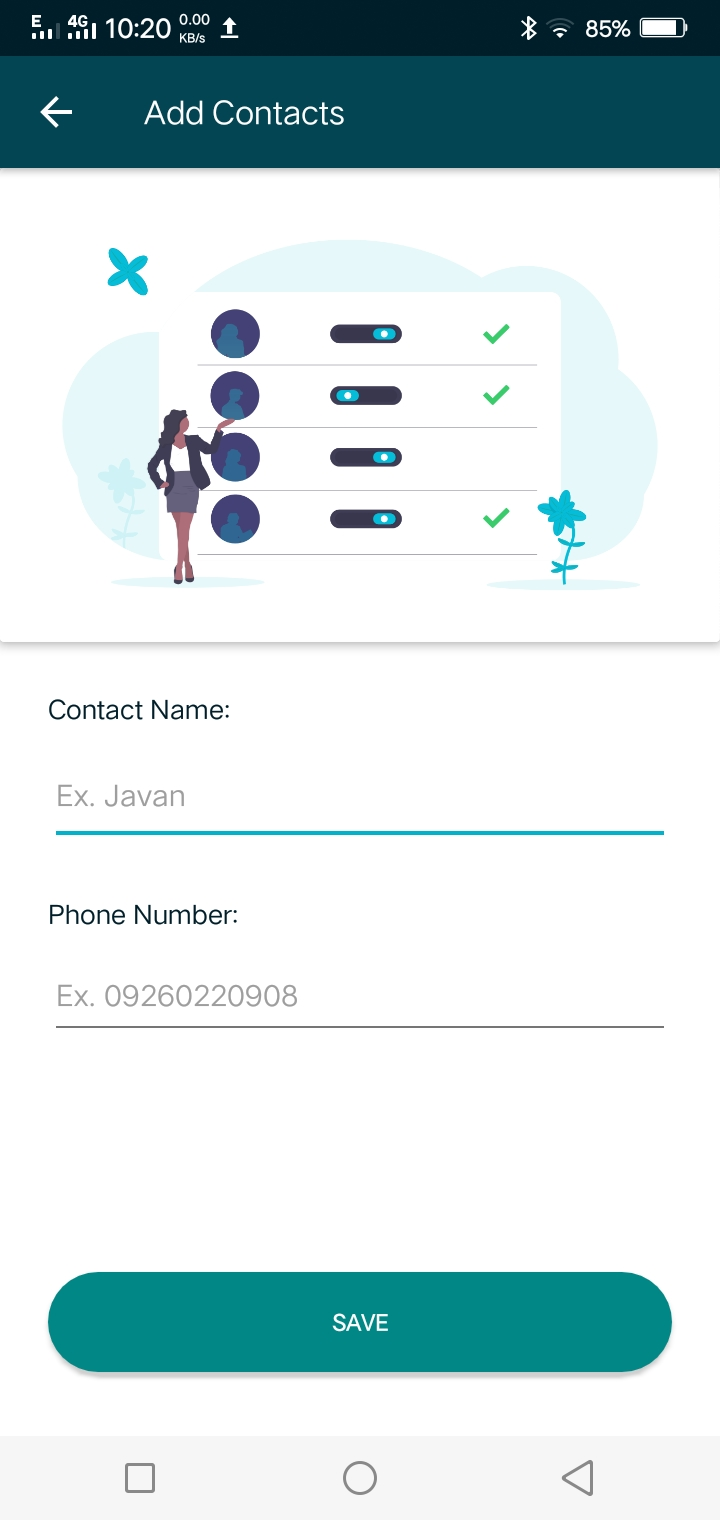 E 4G 10:20 0.00 KB/s 85%
Add Contacts
Contact Name:
Ex. Javan
Phone Number:
Ex. 09260220908
SAVE